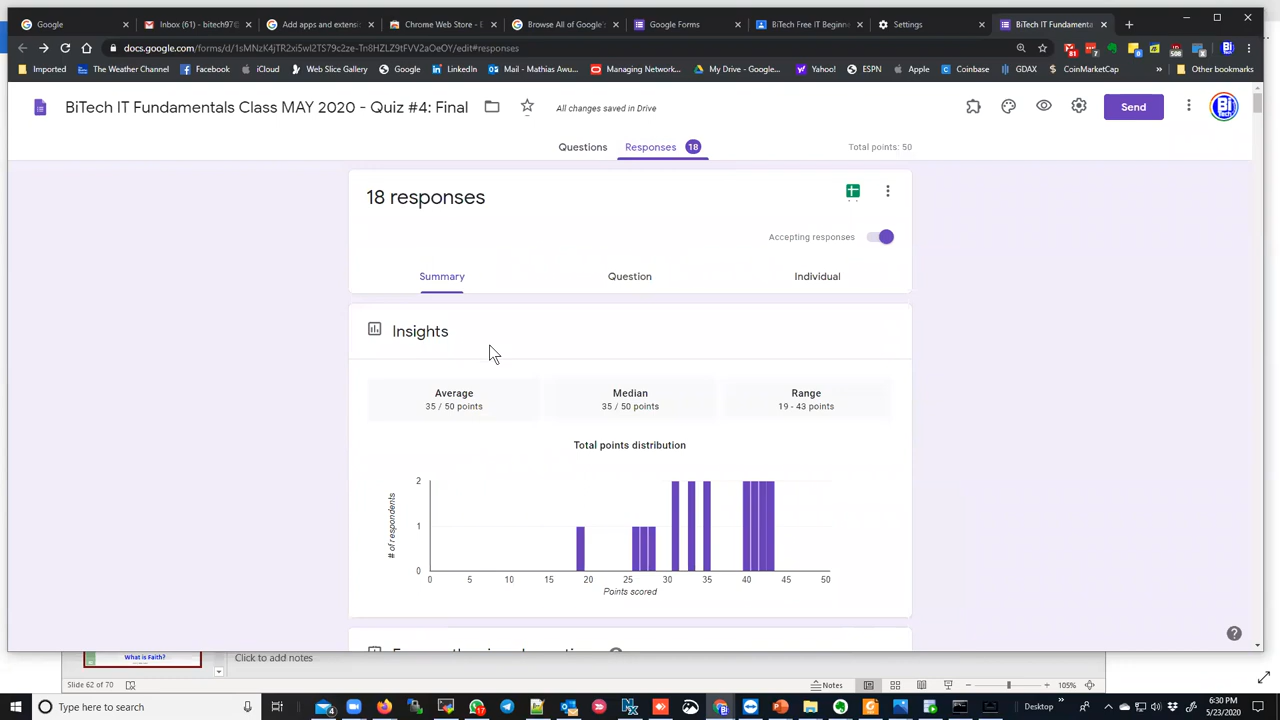 Google
Inbox (61) - bitech97@
Add apps and extensi
Chrome Web Store - E
Browse All of Google's
Google Forms
BiTech Free IT Beginne
Settings
BiTech IT Fundamenta
docs.google.com/forms/d/1sMNzK4jTR2xi5wI2TS79c2ze-Tn8HZLZ9tFVV2aOeOY/edit#responses
Imported
The Weather Channel
Facebook
iCloud
Web Slice Gallery
Google
LinkedIn
Mail - Mathias Awu...
Managing Network...
My Drive - Google...
Yahoo!
ESPN
Apple
Coinbase
GDAX
CoinMarketCap
»
Other bookmarks
BiTech IT Fundamentals Class MAY 2020 - Quiz #4: Final
All changes saved in Drive
Send
Bi Tech
Questions
Responses 18
Total points: 50
18 responses
Accepting responses
Summary
Question
Individual
Insights
Average
35 / 50 points
Median
35 / 50 points
Range
19 - 43 points
Total points distribution
# of respondents
2
1
0
0 5 10 15 20 25 30 35 40 45 50
Points scored
What is Faith?
Click to add notes
Slide 62 of 70
Notes
105%
Type here to search
Desktop
6:30 PM
5/23/2020